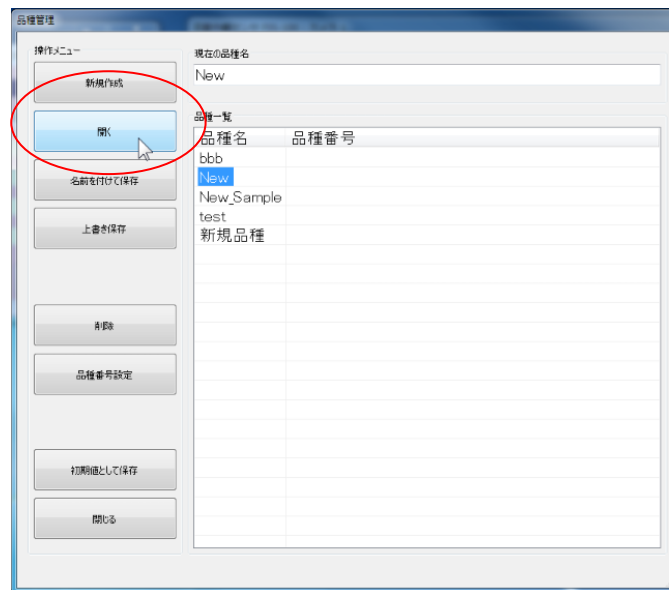 品種管理
操作メニュー
新規作成
開く
名前を付けて保存
上書き保存
削除
品種番号設定
初期値として保存
閉じる
現在の品種名
New
品種一覧
品種名 品種番号
bbb
New
New_Sample
test
新規品種